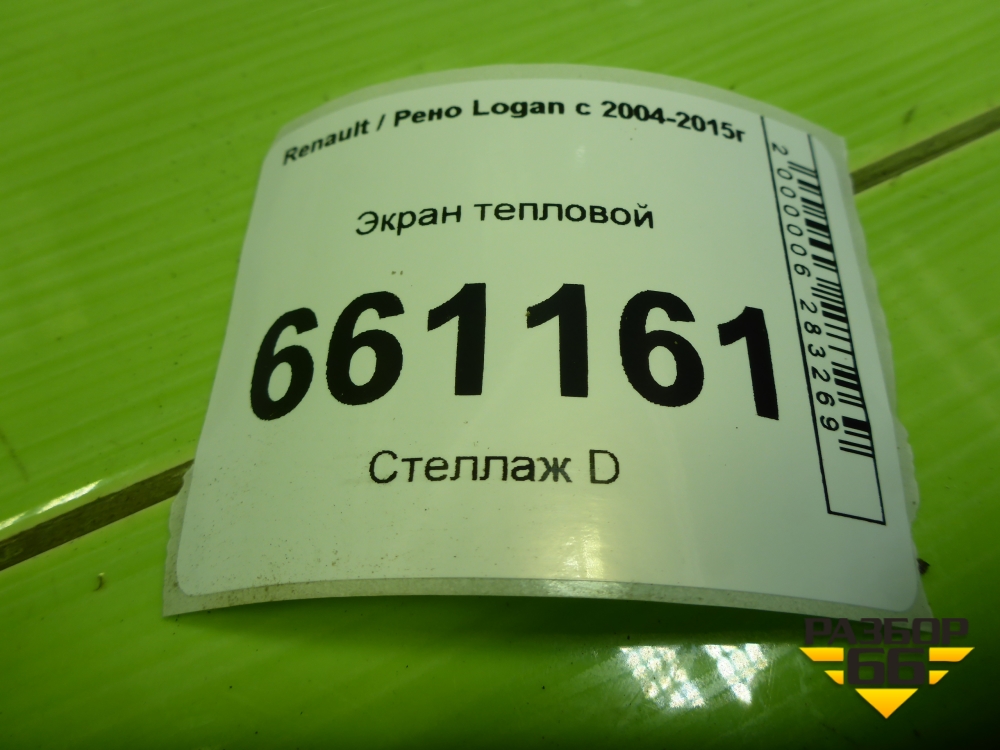 Renault / Рено Logan с 2004-2015г
Экран тепловой
661161
Стеллаж D
2000006283269
РАЗБОР
66